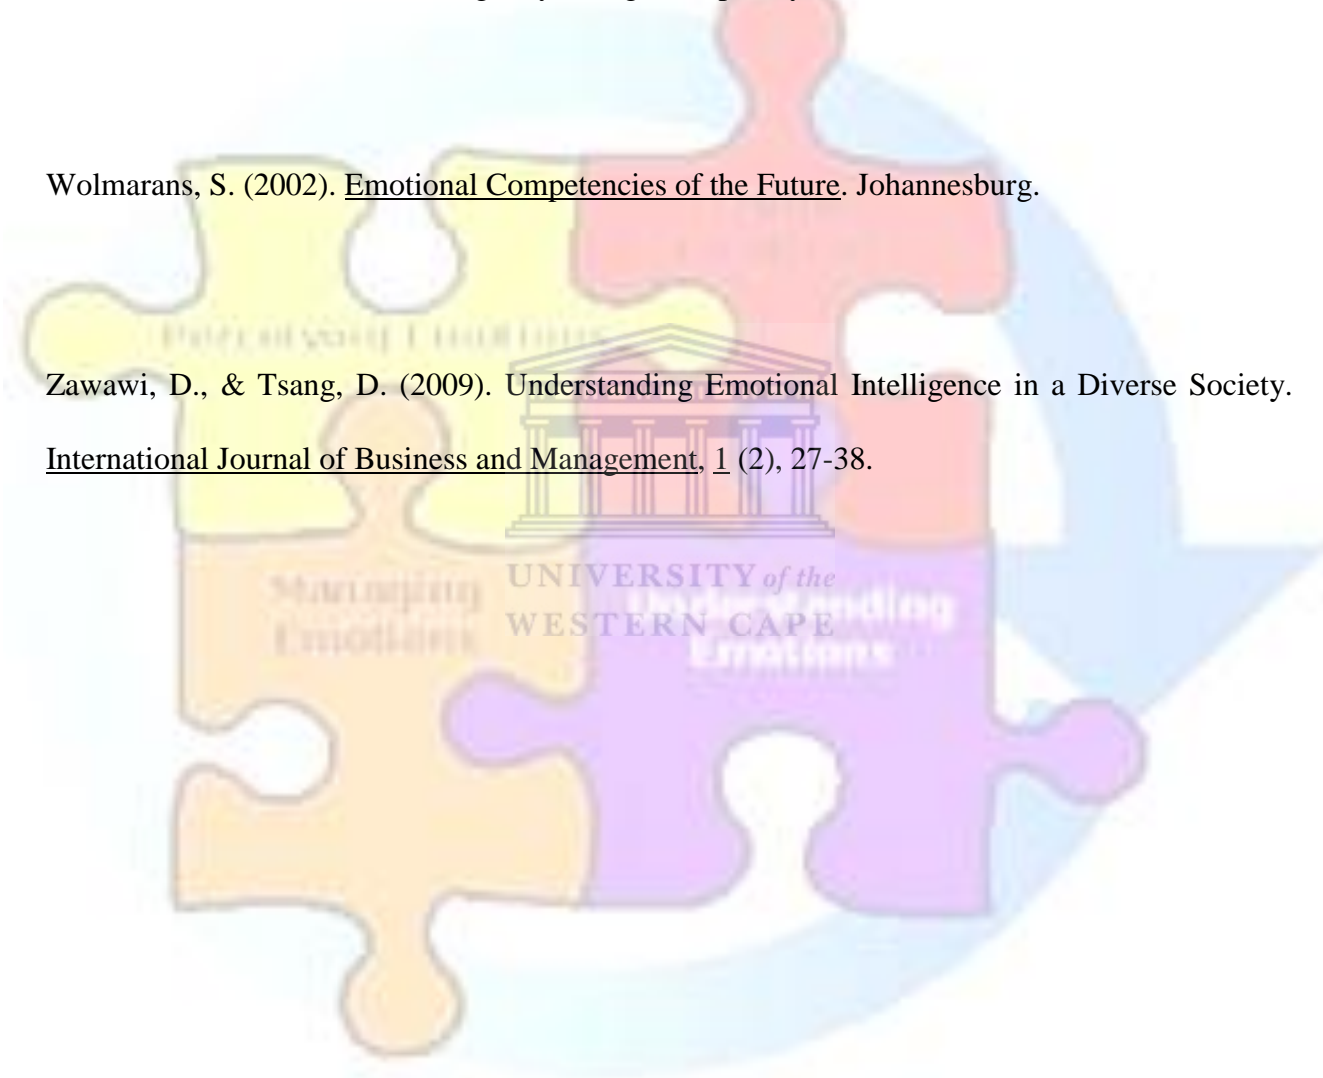 Wolmarans, S. (2002). Emotional Competencies of the Future. Johannesburg.
Zawawi, D., & Tsang, D. (2009). Understanding Emotional Intelligence in a Diverse Society.
International Journal of Business and Management, 1 (2), 27-38.
Managing
Emotions
UNIVERSITY of the
WESTERN CAPE
Understanding
Emotions